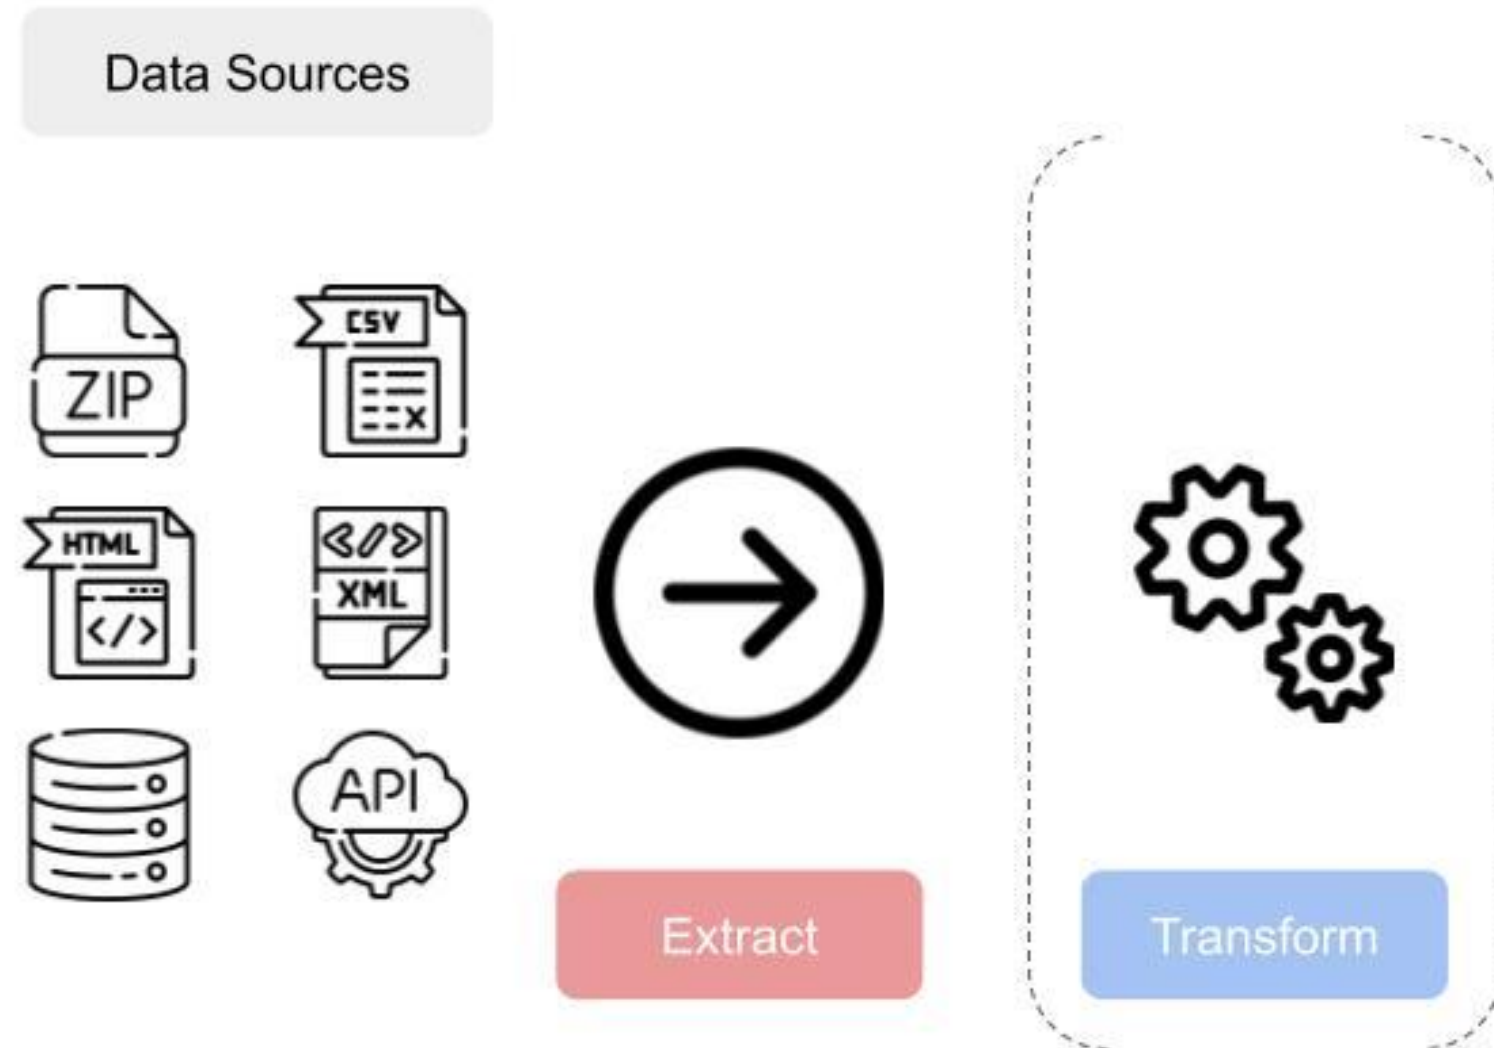 Data Sources
ZIP
CSV
HTML
</>
</>
XML
API
Extract
Transform